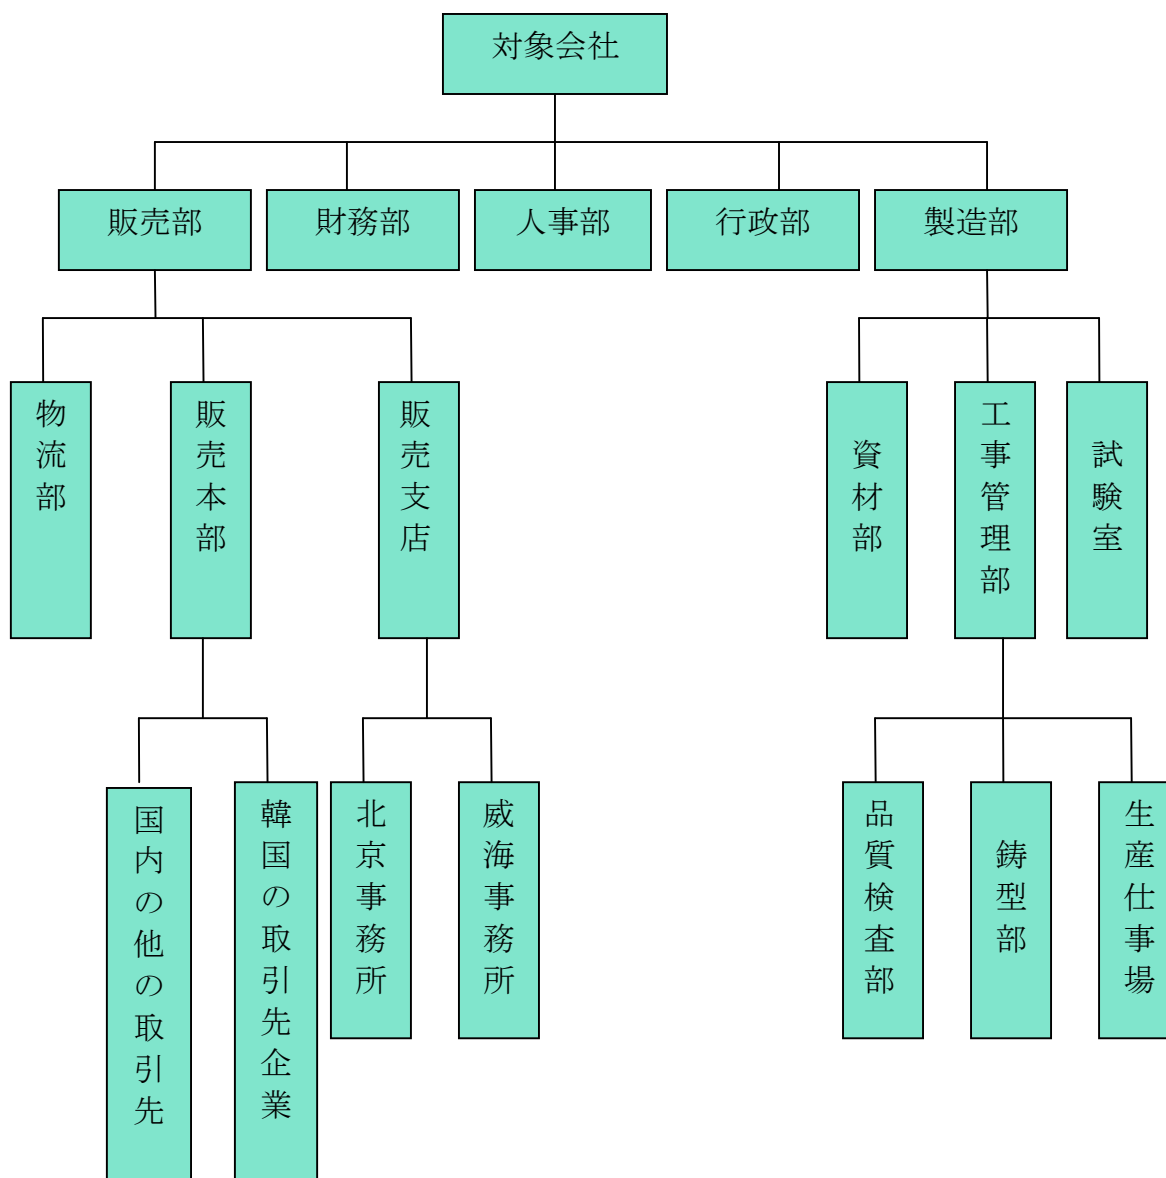 対象会社
販売部
財務部
人事部
行政部
製造部
物流部
販売本部
販売支店
資材部
工事管理部
試験室
国内の他の取引先
韓国の取引先企業
北京事務所
威海事務所
品質検査部
鋳型部
生産仕事場